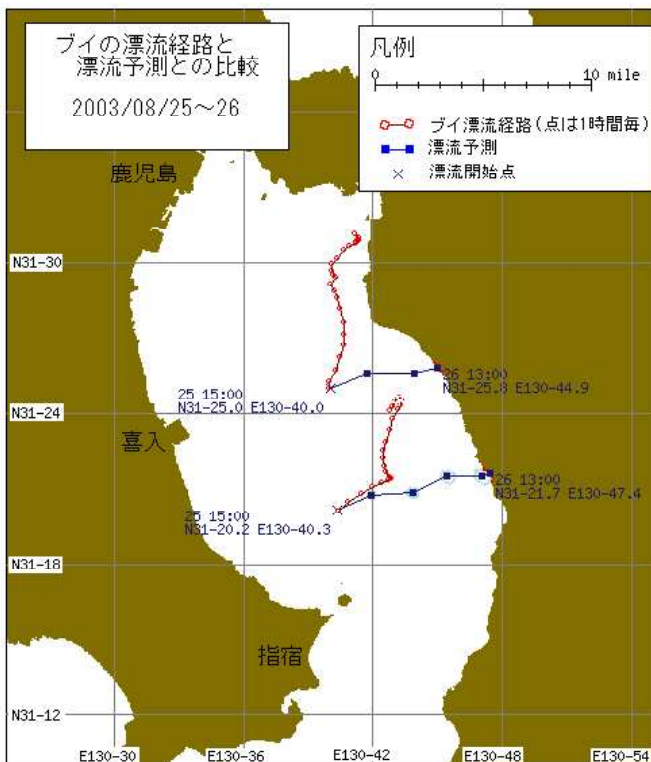 ブイの漂流経路と
漂流予測との比較
2003/08/25～26
凡例
0 10 mile
ブイ漂流経路(点は1時間毎)
漂流予測
漂流開始点
鹿児島
N31-30
26 13:00
N31-25.8 E130-44.9
25 15:00
N31-25.0 E130-40.0
N31-24
喜入
26 13:00
N31-21.7 E130-47.4
25 15:00
N31-20.2 E130-40.3
N31-18
指宿
N31-12
E130-30 E130-36 E130-42 E130-48 E130-54